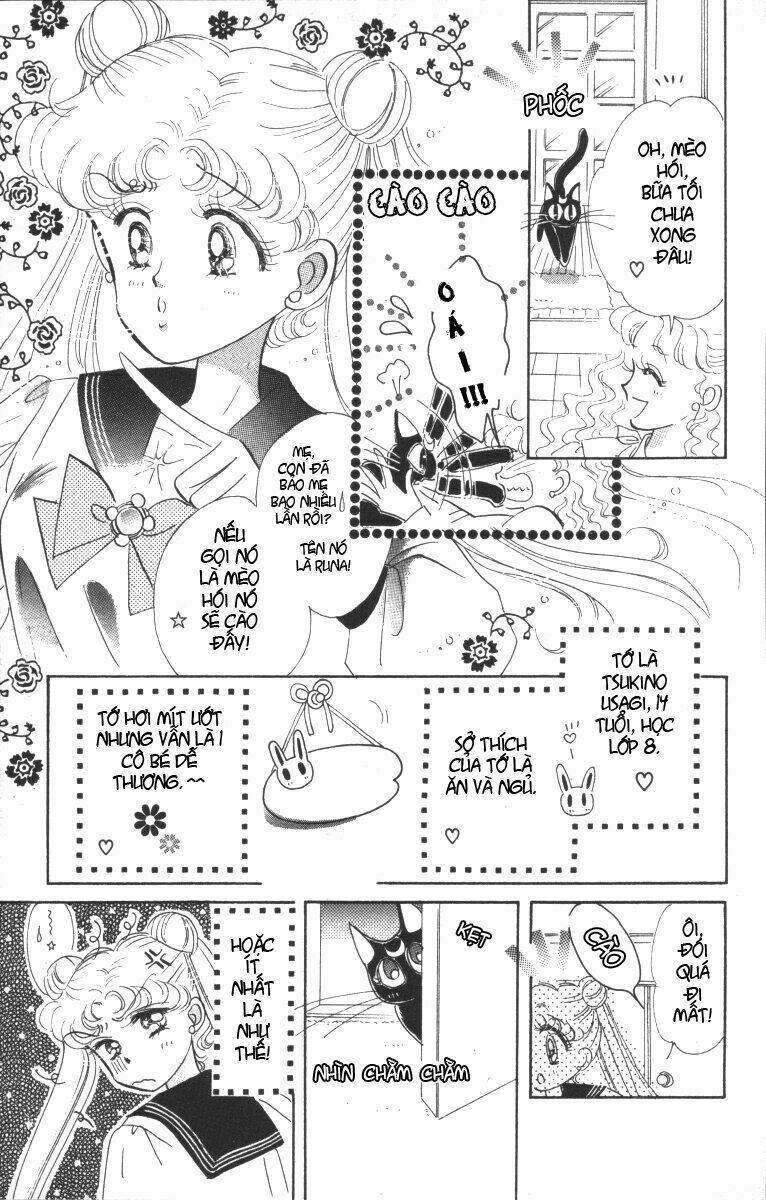 PHỐC
OH, MÈO
HÓI,
BỮA TỐI
CHƯA
XONG
ĐÂU!
CÀO CÀO
OÁI!!!
MẸ,
CON ĐÃ
BẢO MẸ
BAO NHIÊU
LẦN RỒI?
TÊN NÓ
LÀ RUNA!
NẾU
GỌI NÓ
LÀ MÈO
HÓI NÓ
SẼ CÀO
ĐẤY!
TỚ LÀ
TSUKINO
USAGI, 14
TUỔI, HỌC
LỚP 8.
SỞ THÍCH
CỦA TỚ LÀ
ĂN VÀ NGỦ.
TỚ HƠI MÍT ƯỚT
NHƯNG VẪN LÀ 1
CÔ BÉ DỄ
THƯƠNG. ~~
ÔI,
ĐÓI
QUÁ
ĐI
MẤT!
CÀO
KẸT
NHÌN CHẰM CHẰM
HOẶC
ÍT
NHẤT
LÀ
NHƯ
THẾ!